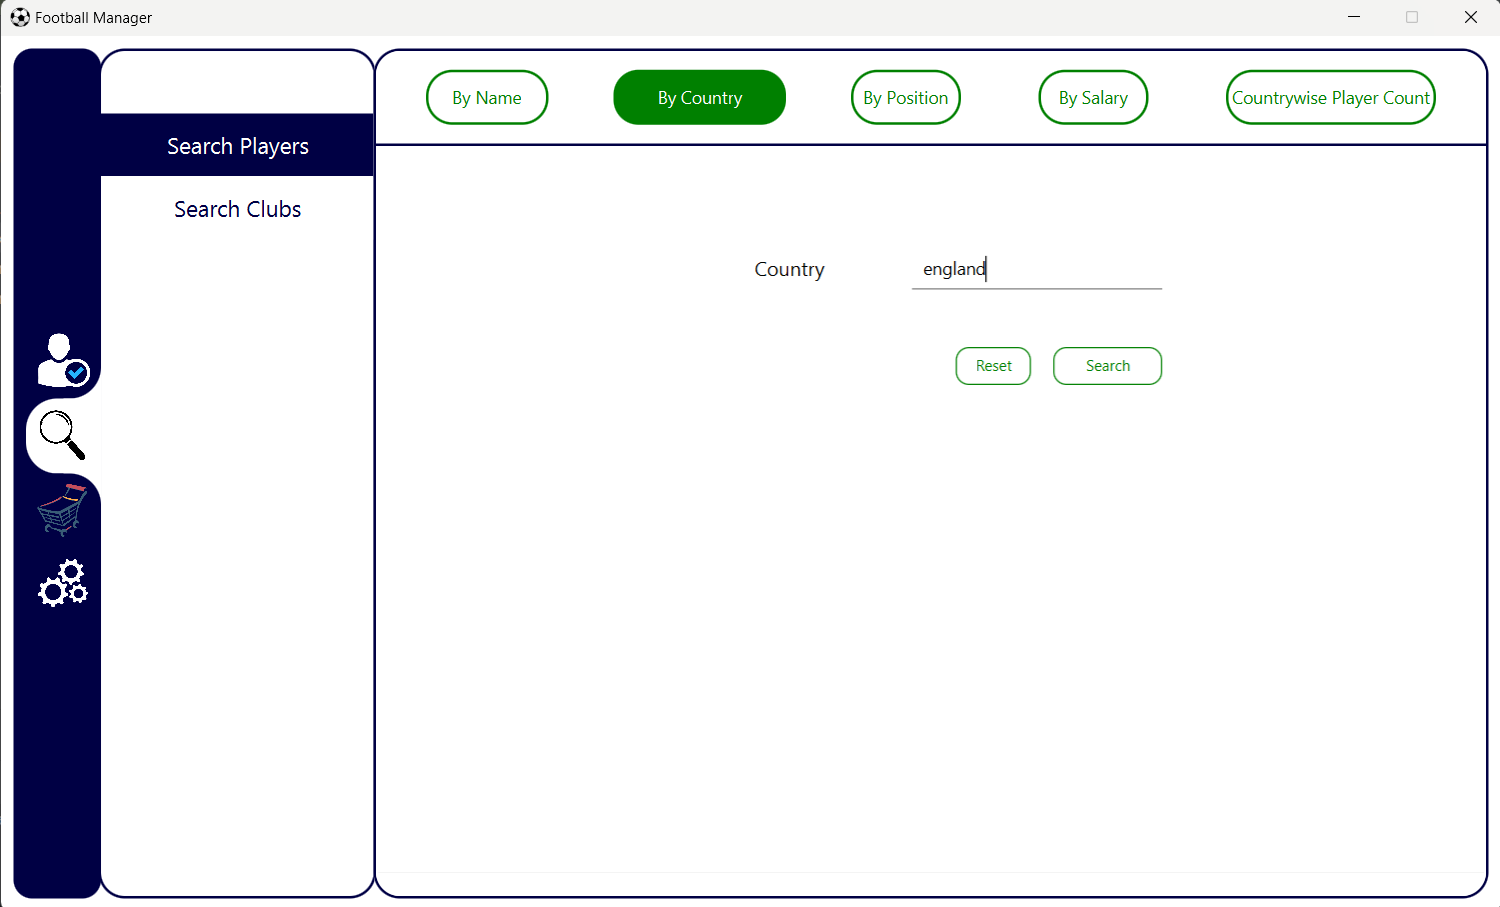 Football Manager
By Name
By Country
By Position
By Salary
Countrywise Player Count
Search Players
Search Clubs
Country
england
Reset
Search